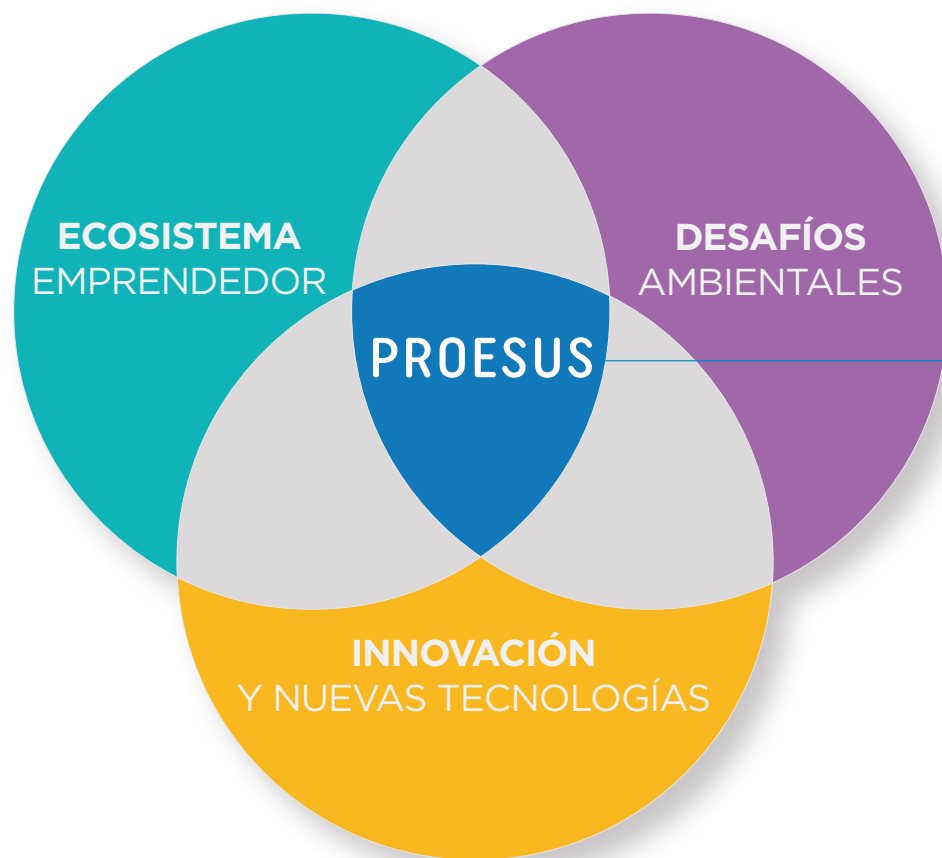 ECOSISTEMA
EMPRENDEDOR
DESAFÍOS
AMBIENTALES
PROESUS
INNOVACIÓN
Y NUEVAS TECNOLOGÍAS